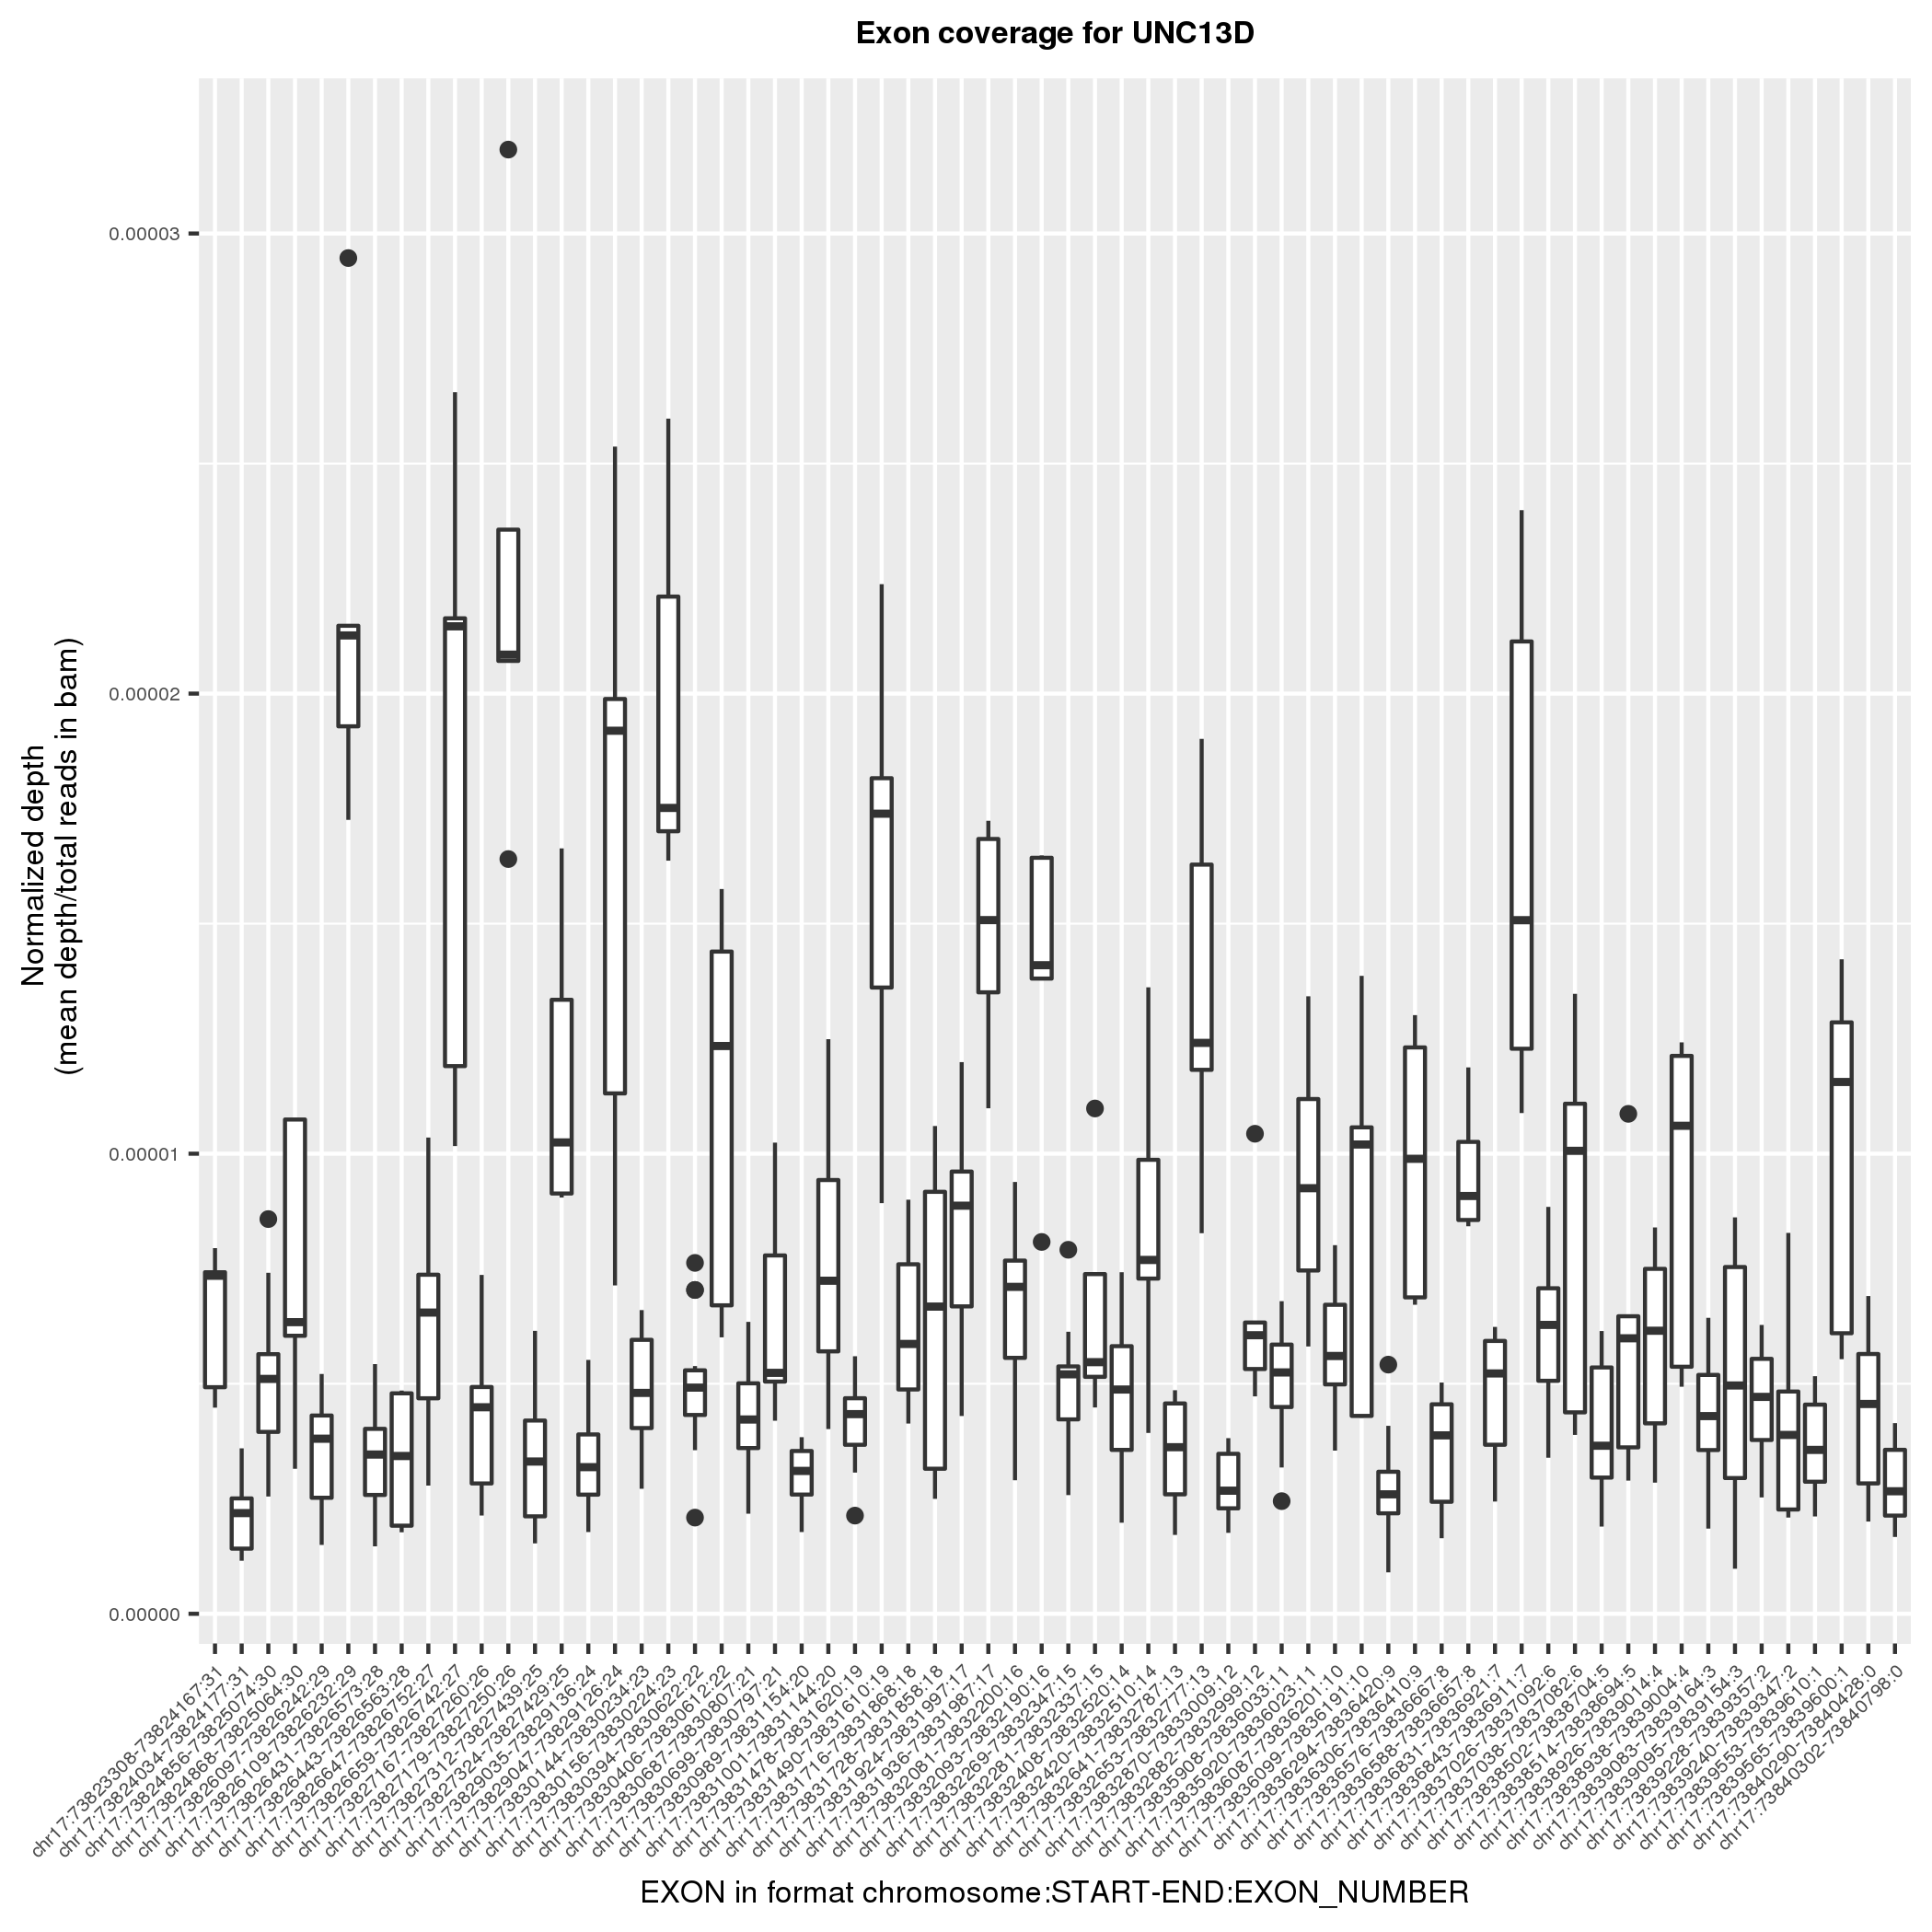 Exon coverage for UNC13D
Normalized depth
(mean depth/total reads in bam)
0.00003
0.00002
0.00001
0.00000
chr17:73823308-73824167:31
chr17:73824034-73824177:31
chr17:73824856-73825074:30
chr17:73824868-73825064:30
chr17:73826097-73826242:29
chr17:73826109-73826232:29
chr17:73826431-73826573:28
chr17:73826443-73826563:28
chr17:73826647-73826752:27
chr17:73826659-73826742:27
chr17:73827167-73827260:26
chr17:73827179-73827250:26
chr17:73827312-73827439:25
chr17:73827324-73827429:25
chr17:73829035-73829136:24
chr17:73829047-73829126:24
chr17:73830144-73830234:23
chr17:73830156-73830224:23
chr17:73830394-73830622:22
chr17:73830406-73830612:22
chr17:73830687-73830807:21
chr17:73830699-73830797:21
chr17:73830989-73831154:20
chr17:73831001-73831144:20
chr17:73831478-73831620:19
chr17:73831490-73831610:19
chr17:73831716-73831868:18
chr17:73831728-73831858:18
chr17:73831924-73831997:17
chr17:73831936-73831987:17
chr17:73832081-73832200:16
chr17:73832093-73832190:16
chr17:73832269-73832347:15
chr17:73832281-73832337:15
chr17:73832408-73832520:14
chr17:73832420-73832510:14
chr17:73832641-73832787:13
chr17:73832653-73832777:13
chr17:73832870-73833009:12
chr17:73832882-73832999:12
chr17:73835908-73836033:11
chr17:73835920-73836023:11
chr17:73836087-73836201:10
chr17:73836099-73836191:10
chr17:73836294-73836420:9
chr17:73836306-73836410:9
chr17:73836576-73836667:8
chr17:73836588-73836657:8
chr17:73836831-73836921:7
chr17:73836843-73836911:7
chr17:73837026-73837092:6
chr17:73837038-73837082:6
chr17:73838502-73838704:5
chr17:73838514-73838694:5
chr17:73838926-73839014:4
chr17:73838938-73839004:4
chr17:73839083-73839164:3
chr17:73839095-73839154:3
chr17:73839228-73839357:2
chr17:73839240-73839347:2
chr17:73839553-73839610:1
chr17:73839565-73839600:1
chr17:73840290-73840428:0
chr17:73840302-73840798:0
EXON in format chromosome:START-END:EXON_NUMBER